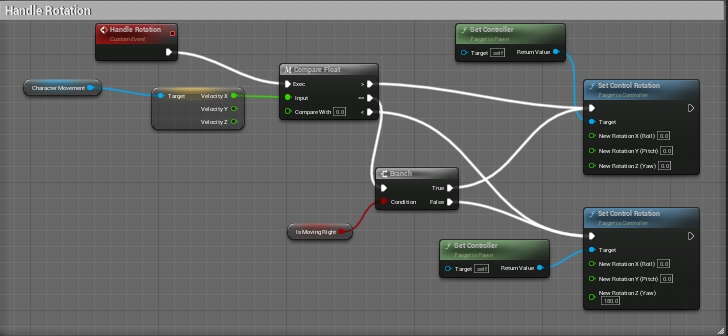 Handle Rotation
Handle Rotation
Custom Event
Get Controller
Target is Pawn
Target self Return Value
Compare Float
Exec >
Input ==
Compare With 0.0 <
Character Movement
Target Velocity X
Velocity Y
Velocity Z
Set Control Rotation
Target is Controller
Target
New Rotation X (Roll) 0.0
New Rotation Y (Pitch) 0.0
New Rotation Z (Yaw) 0.0
Branch
True
Condition False
Is Moving Right
Get Controller
Target is Pawn
Target self Return Value
Set Control Rotation
Target is Controller
Target
New Rotation X (Roll) 0.0
New Rotation Y (Pitch) 0.0
New Rotation Z (Yaw)
180.0